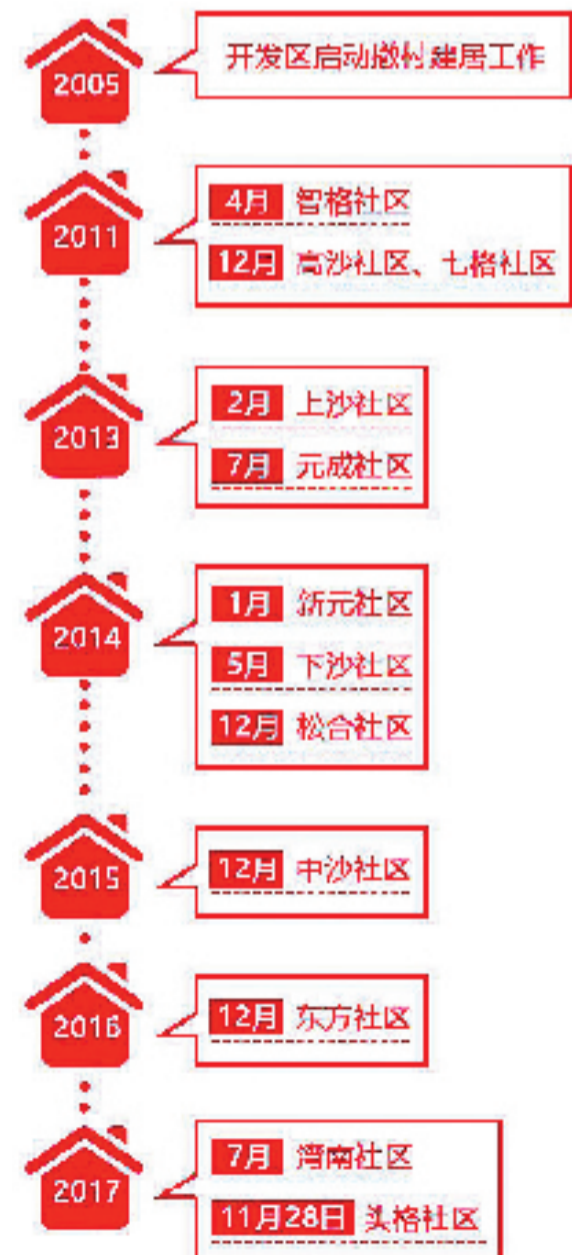 2005
开发区启动撤村建居工作
2011
4月 智格社区
12月 高沙社区、七格社区
2013
2月 上沙社区
7月 元成社区
2014
1月 新元社区
5月 下沙社区
12月 松合社区
2015
12月 中沙社区
2016
12月 东方社区
2017
7月 湾南社区
11月28日 头格社区